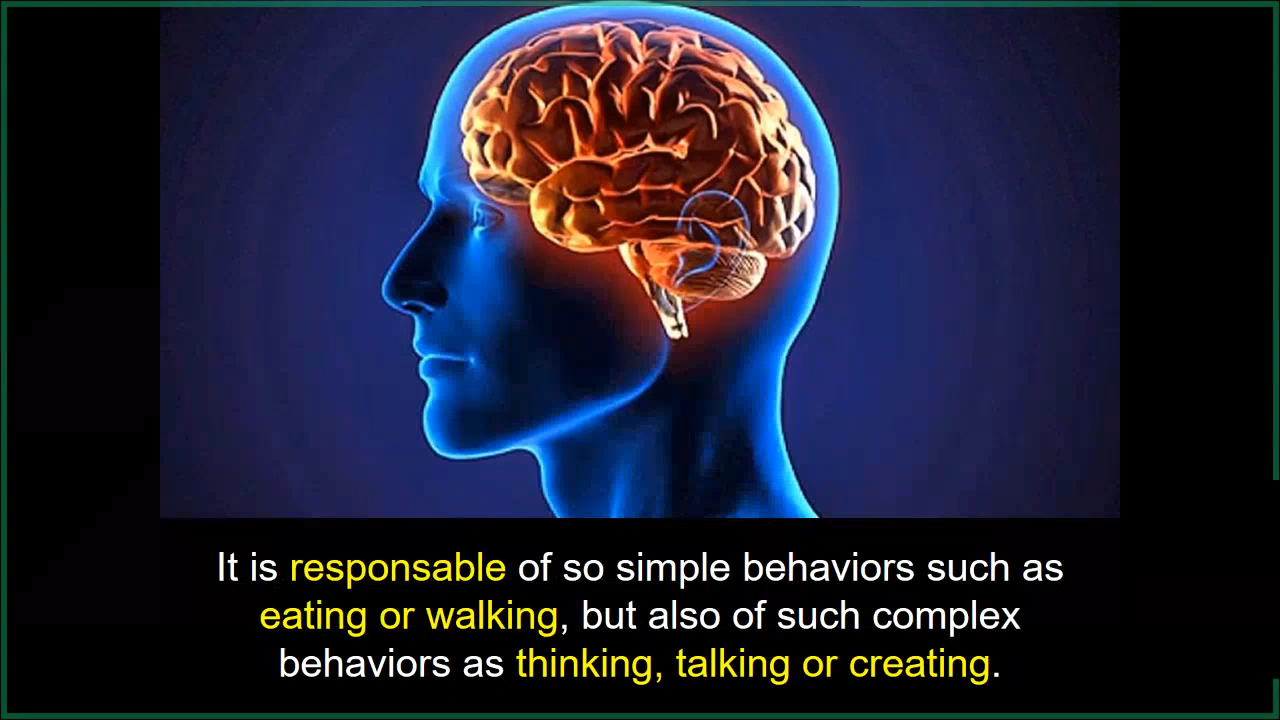 It is responsable of so simple behaviors such as
eating or walking, but also of such complex
behaviors as thinking, talking or creating.